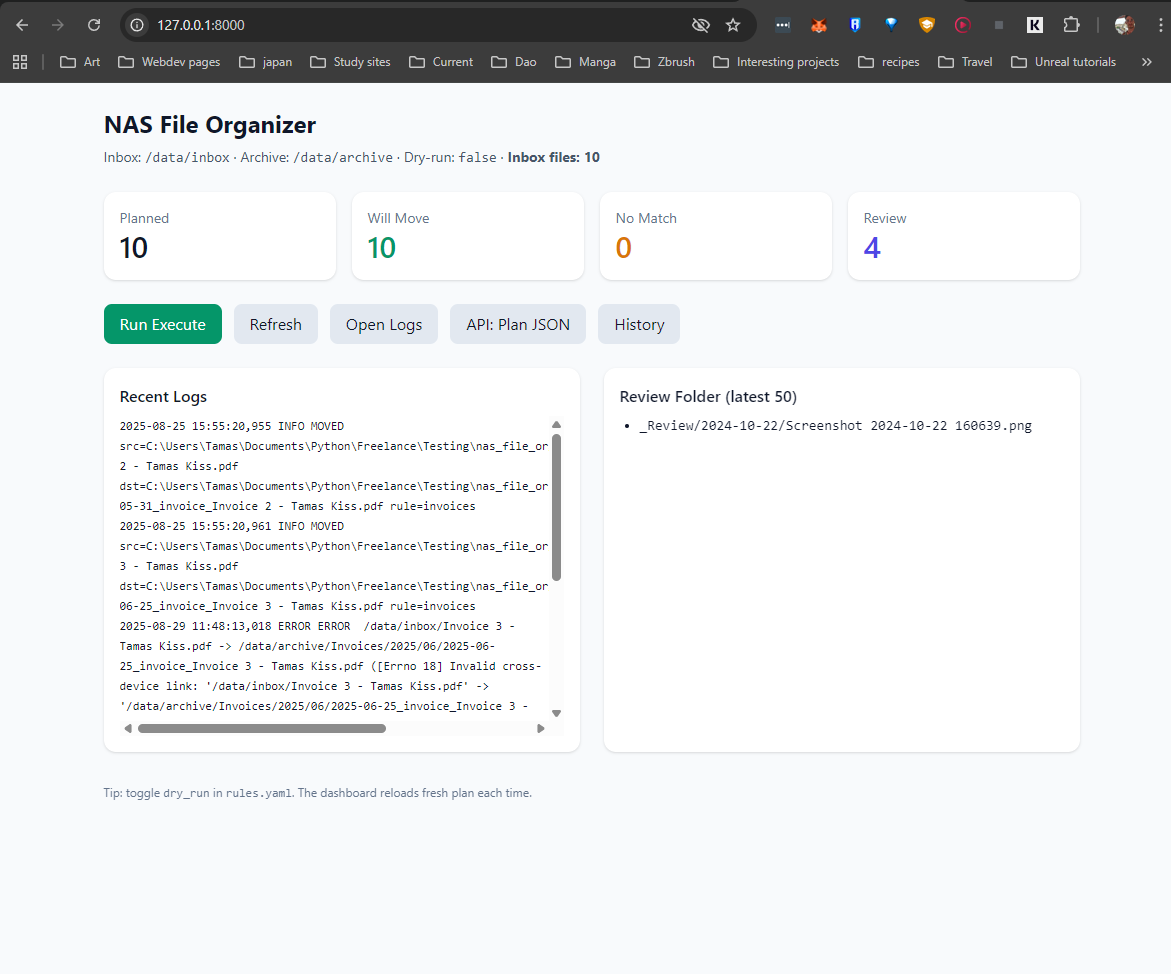 127.0.0.1:8000
K
Art
Webdev pages
japan
Study sites
Current
Dao
Manga
Zbrush
Interesting projects
recipes
Travel
Unreal tutorials
NAS File Organizer
Inbox: /data/inbox · Archive: /data/archive · Dry-run: false · Inbox files: 10
Planned
10
Will Move
10
No Match
0
Review
4
Run Execute
Refresh
Open Logs
API: Plan JSON
History
Recent Logs
2025-08-25 15:55:20,955 INFO MOVED
src=C:\Users\Tamas\Documents\Python\Freelance\Testing\nas_file_or
2 - Tamas Kiss.pdf
dst=C:\Users\Tamas\Documents\Python\Freelance\Testing\nas_file_or
05-31_invoice_Invoice 2 - Tamas Kiss.pdf rule=invoices
2025-08-25 15:55:20,961 INFO MOVED
src=C:\Users\Tamas\Documents\Python\Freelance\Testing\nas_file_or
3 - Tamas Kiss.pdf
dst=C:\Users\Tamas\Documents\Python\Freelance\Testing\nas_file_or
06-25_invoice_Invoice 3 - Tamas Kiss.pdf rule=invoices
2025-08-29 11:48:13,018 ERROR ERROR  /data/inbox/Invoice 3 -
Tamas Kiss.pdf -> /data/archive/Invoices/2025/06/2025-06-
25_invoice_Invoice 3 - Tamas Kiss.pdf ([Errno 18] Invalid cross-
device link: '/data/inbox/Invoice 3 - Tamas Kiss.pdf' ->
'/data/archive/Invoices/2025/06/2025-06-25_invoice_Invoice 3 -
Review Folder (latest 50)
• _Review/2024-10-22/Screenshot 2024-10-22 160639.png
Tip: toggle dry_run in rules.yaml. The dashboard reloads fresh plan each time.